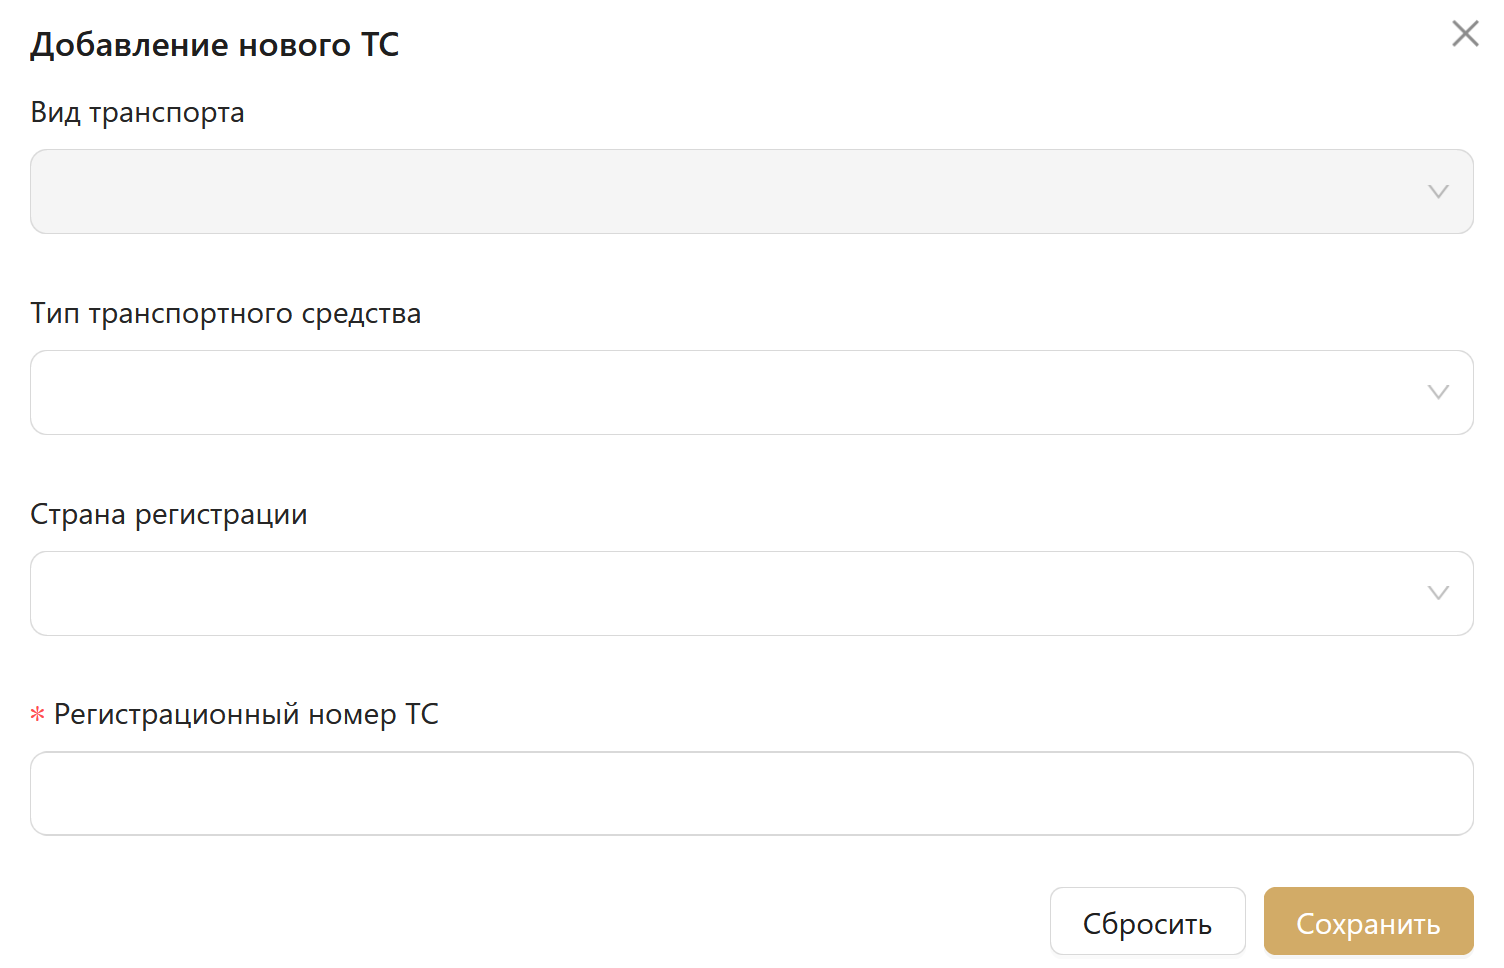 Добавление нового ТС
Вид транспорта
Тип транспортного средства
Страна регистрации
* Регистрационный номер ТС
Сбросить
Сохранить